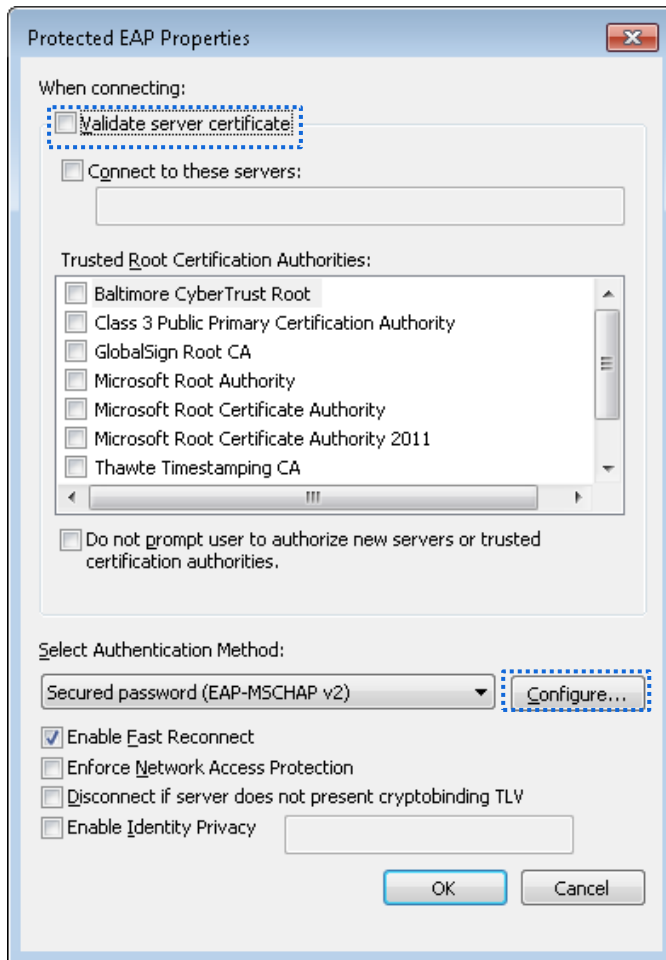 Protected EAP Properties
When connecting:
Validate server certificate
Connect to these servers:
Trusted Root Certification Authorities:
Baltimore CyberTrust Root
Class 3 Public Primary Certification Authority
GlobalSign Root CA
Microsoft Root Authority
Microsoft Root Certificate Authority
Microsoft Root Certificate Authority 2011
Thawte Timestamping CA
Do not prompt user to authorize new servers or trusted
certification authorities.
Select Authentication Method:
Secured password (EAP-MSCHAP v2) Configure...
Enable Fast Reconnect
Enforce Network Access Protection
Disconnect if server does not present cryptobinding TLV
Enable Identity Privacy
OK Cancel